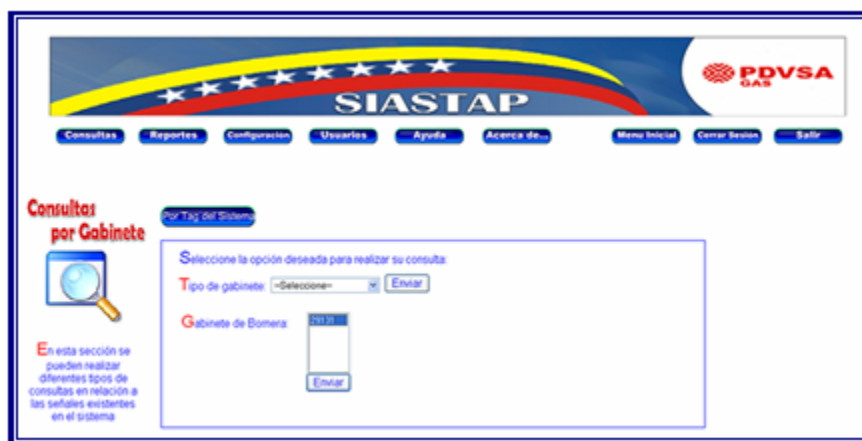 PDVSA
GAS
SIASTAP
Consultas Reportes Configuración Usuarios Ayuda Acerca de... Menu Inicial Cerrar Sesión Salir
Consultas
por Gabinete
Por Tag del Sistema
Seleccione la opción deseada para realizar su consulta:
Tipo de gabinete: --Seleccione-- Enviar
Gabinete de Bornera:
Enviar
En esta sección se
pueden realizar
diferentes tipos de
consultas en relación a
las señales existentes
en el sistema